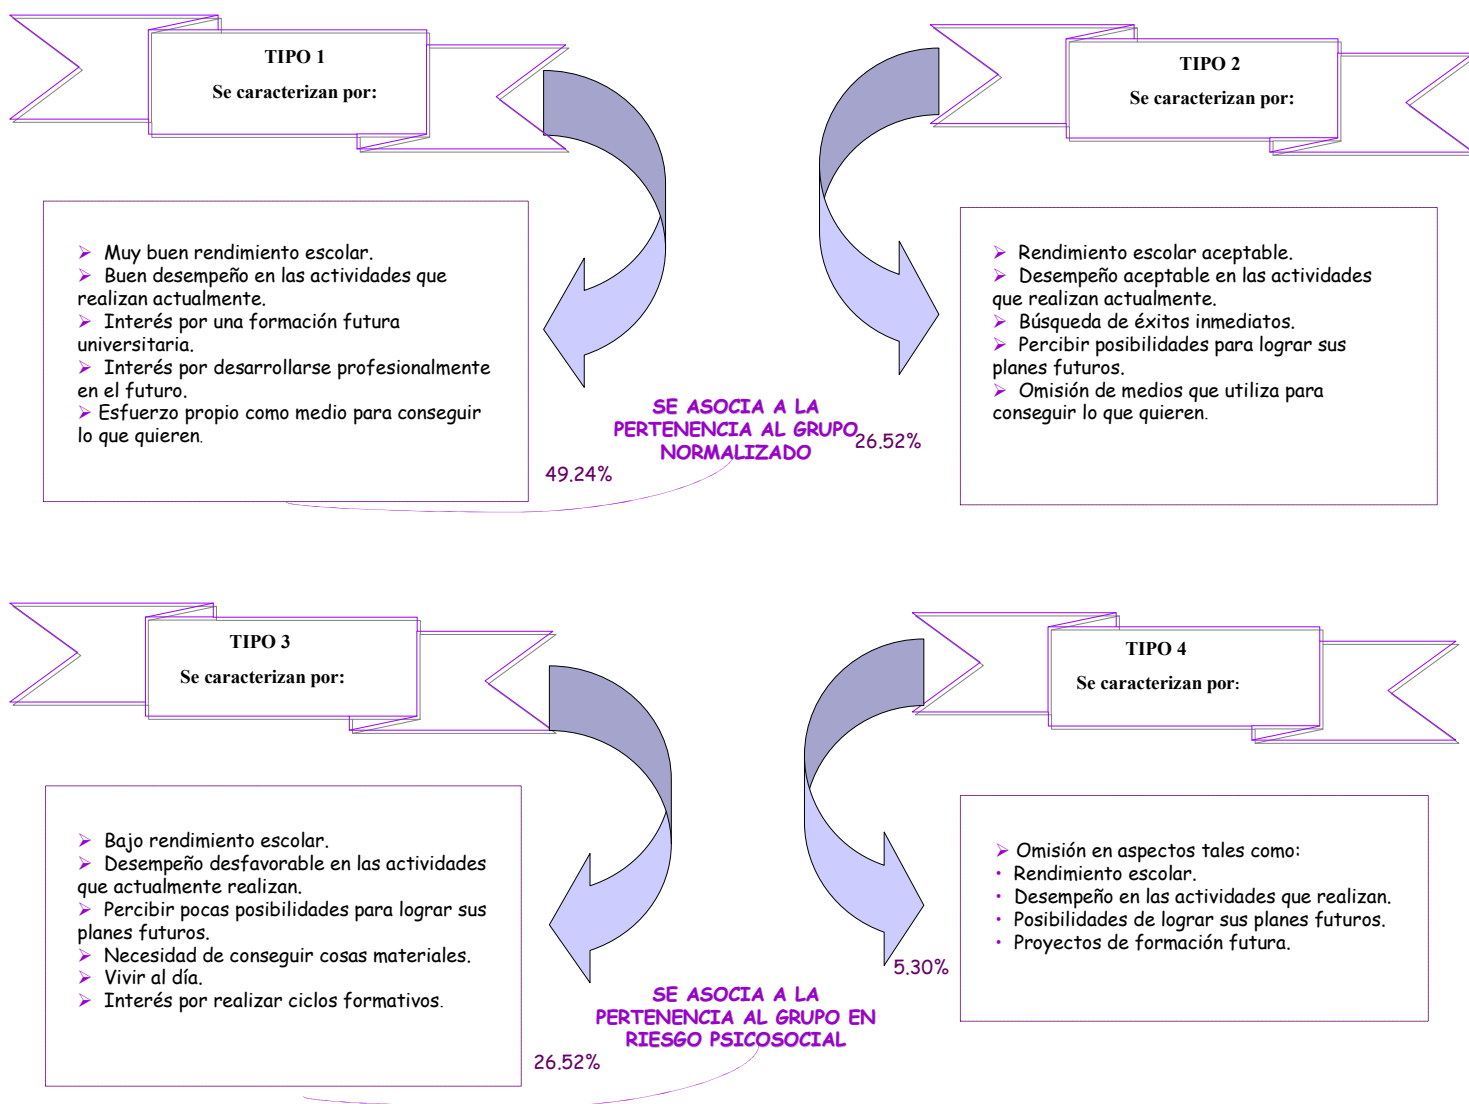 TIPO 1
Se caracterizan por:
➢ Muy buen rendimiento escolar.
➢ Buen desempeño en las actividades que
realizan actualmente.
➢ Interés por una formación futura
universitaria.
➢ Interés por desarrollarse profesionalmente
en el futuro.
➢ Esfuerzo propio como medio para conseguir
lo que quieren.
49.24%
TIPO 2
Se caracterizan por:
➢ Rendimiento escolar aceptable.
➢ Desempeño aceptable en las actividades
que realizan actualmente.
➢ Búsqueda de éxitos inmediatos.
➢ Percibir posibilidades para lograr sus
planes futuros.
➢ Omisión de medios que utiliza para
conseguir lo que quieren.
26.52%
SE ASOCIA A LA
PERTENENCIA AL GRUPO
NORMALIZADO
TIPO 3
Se caracterizan por:
➢ Bajo rendimiento escolar.
➢ Desempeño desfavorable en las actividades
que actualmente realizan.
➢ Percibir pocas posibilidades para lograr sus
planes futuros.
➢ Necesidad de conseguir cosas materiales.
➢ Vivir al día.
➢ Interés por realizar ciclos formativos.
26.52%
TIPO 4
Se caracterizan por:
➢ Omisión en aspectos tales como:
• Rendimiento escolar.
• Desempeño en las actividades que realizan.
• Posibilidades de lograr sus planes futuros.
• Proyectos de formación futura.
5.30%
SE ASOCIA A LA
PERTENENCIA AL GRUPO EN
RIESGO PSICOSOCIAL